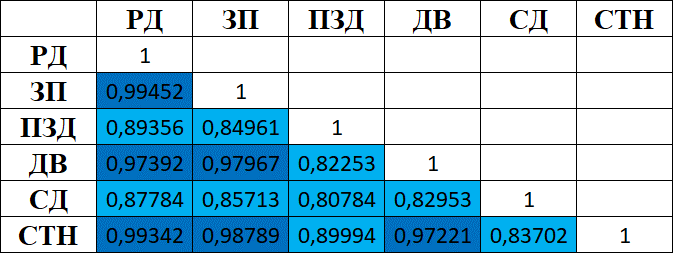 РД ЗП ПЗД ДВ СД СТН
РД 1
ЗП 0,99452 1
ПЗД 0,89356 0,84961 1
ДВ 0,97392 0,97967 0,82253 1
СД 0,87784 0,85713 0,80784 0,82953 1
СТН 0,99342 0,98789 0,89994 0,97221 0,83702 1